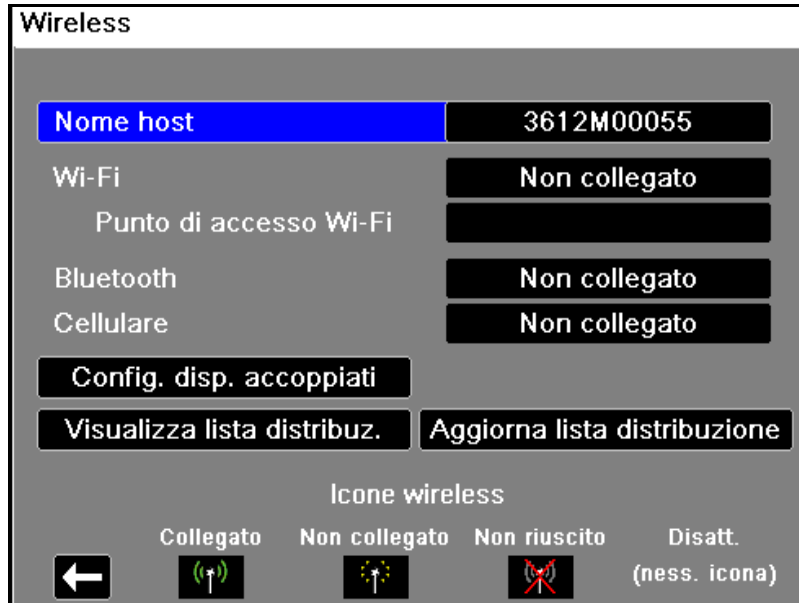 Wireless
Nome host 3612M00055
Wi-Fi Non collegato
Punto di accesso Wi-Fi
Bluetooth Non collegato
Cellulare Non collegato
Config. disp. accoppiati
Visualizza lista distribuz. Aggiorna lista distribuzione
Icone wireless
Collegato Non collegato Non riuscito Disatt.
(ness. icona)